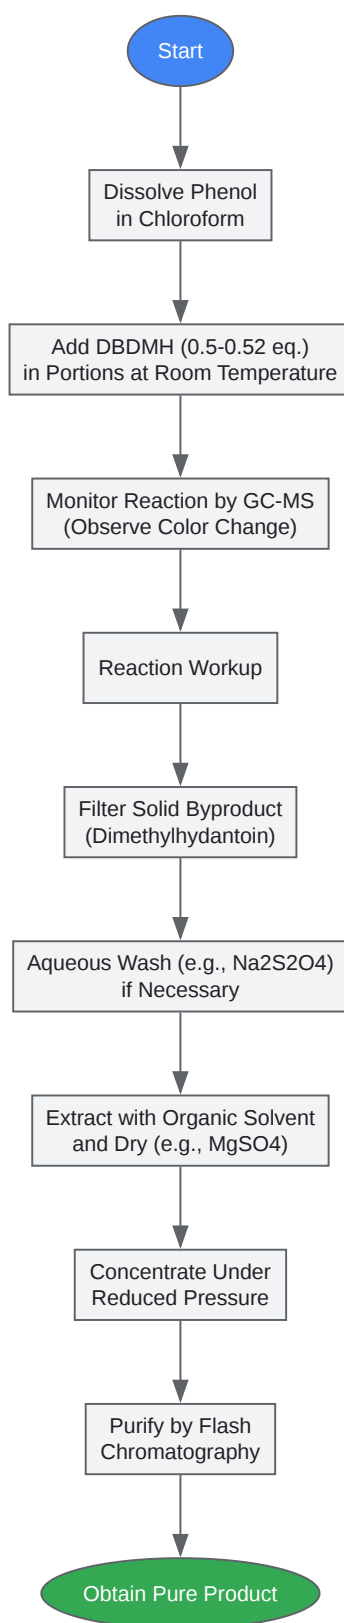 Start
Dissolve Phenol
in Chloroform
Add DBDMH (0.5-0.52 eq.)
in Portions at Room Temperature
Monitor Reaction by GC-MS
(Observe Color Change)
Reaction Workup
Filter Solid Byproduct
(Dimethylhydantoin)
Aqueous Wash (e.g., Na2S2O4)
if Necessary
Extract with Organic Solvent
and Dry (e.g., MgSO4)
Concentrate Under
Reduced Pressure
Purify by Flash
Chromatography
Obtain Pure Product